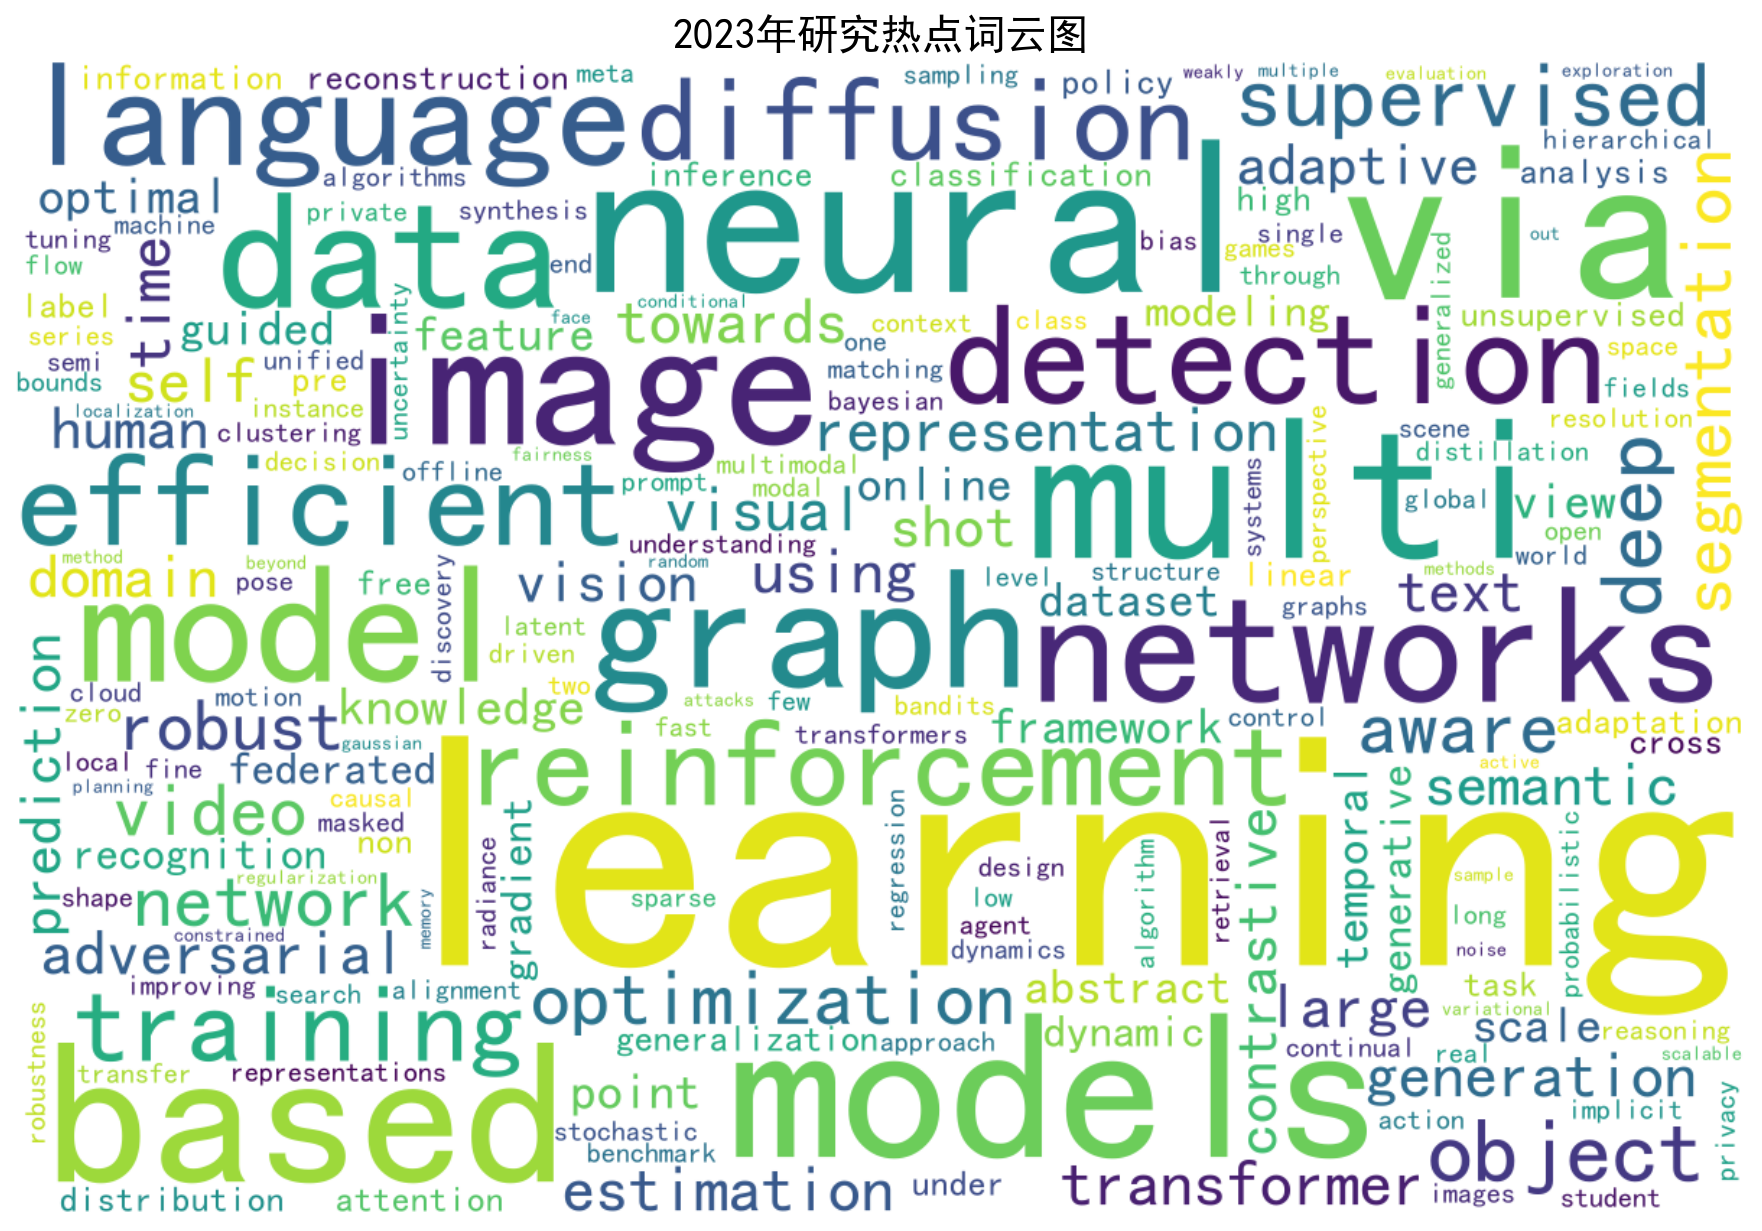 2023年研究热点词云图
information
reconstruction
meta
language
diffusion
sampling
policy
weakly
multiple
evaluation
exploration
supervised
hierarchical
algorithms
inference
classification
adaptive
analysis
optimal
machine
private
synthesis
data
neural
via
high
single
bias
games
through
generalized
out
segmentation
tuning
flow
time
end
label
series
semi
bounds
guided
unified
self
pre
uncertainty
conditional
face
feature
towards
context
class
modeling
unsupervised
image
one
matching
bayesian
detection
space
fields
localization
instance
human
clustering
decision
offline
fairness
representation
multi
perspective
scene
resolution
distillation
deep
efficient
prompt
multimodal
modal
visual
online
shot
systems
global
view
open
world
understanding
method
beyond
random
domain
pose
free
discovery
vision
using
level
structure
linear
methods
dataset
graphs
text
model
graph
networks
latent
driven
prediction
cloud
zero
motion
two
knowledge
attacks
few
bandits
robust
gaussian
fast
transformers
framework
control
aware
adaptation
cross
local
fine
federated
planning
reinforcement
active
semantic
video
causal
masked
non
gradient
learning
recognition
regularization
regression
retrieval
contrastive
temporal
generative
probabilistic
shape
network
memory
radiance
sparse
design
low
agent
dynamics
algorithm
sample
long
noise
constrained
adversarial
improving
search
alignment
optimization
abstract
large
task
variational
training
robustness
generalization
approach
dynamic
scale
reasoning
continual
real
scalable
transfer
representations
based
point
models
generation
stochastic
benchmark
action
implicit
privacy
object
distribution
attention
estimation
under
transformer
images
student